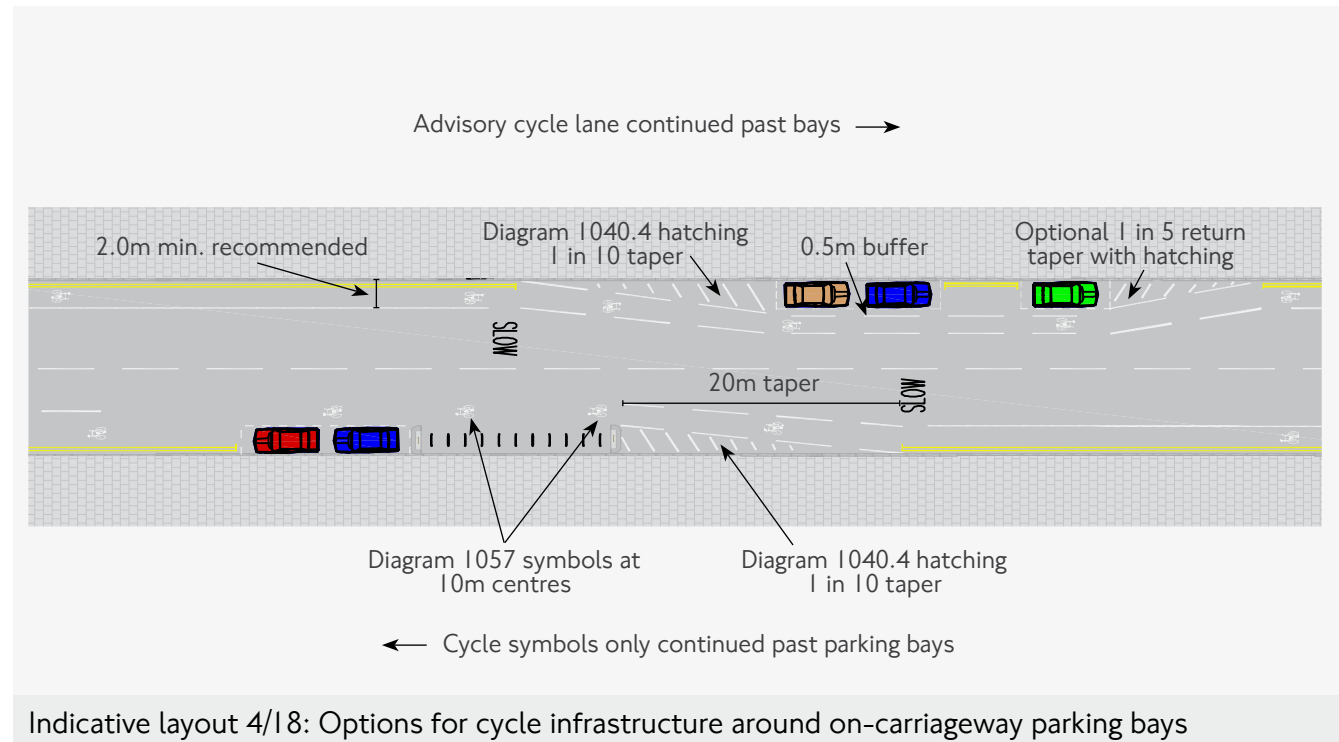 Advisory cycle lane continued past bays
2.0m min. recommended
Diagram 1040.4 hatching
1 in 10 taper
0.5m buffer
Optional 1 in 5 return
taper with hatching
SLOW
20m taper
SLOW
Diagram 1057 symbols at
10m centres
Diagram 1040.4 hatching
1 in 10 taper
Cycle symbols only continued past parking bays
Indicative layout 4/18: Options for cycle infrastructure around on-carriageway parking bays